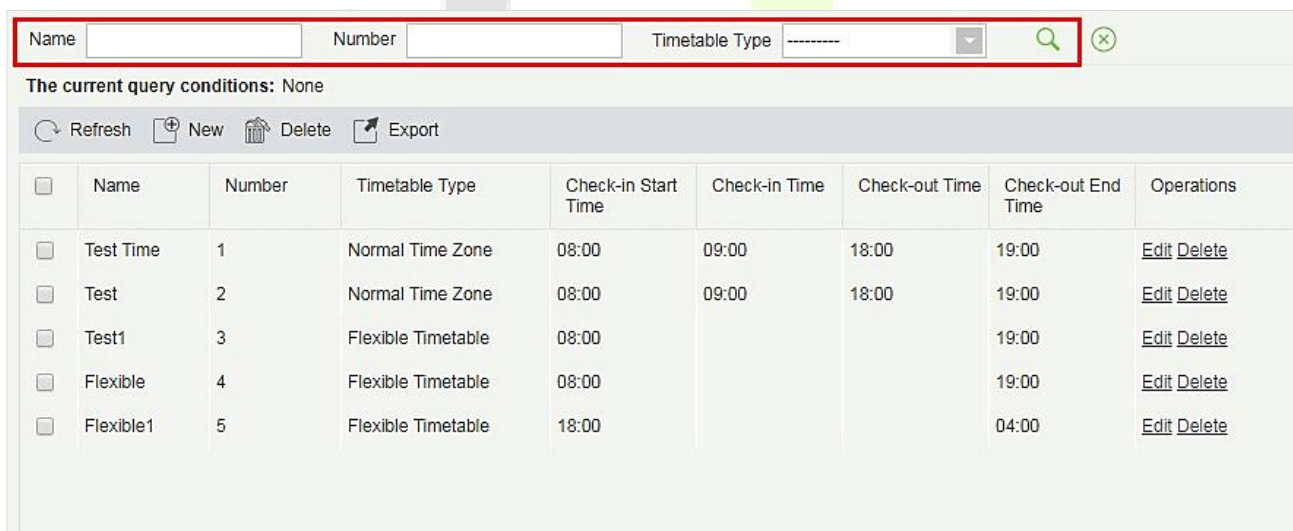 Name Number Timetable Type ---------
The current query conditions: None
Refresh New Delete Export
Name Number Timetable Type Check-in Start Time Check-in Time Check-out Time Check-out End Time Operations
Test Time 1 Normal Time Zone 08:00 09:00 18:00 19:00 Edit Delete
Test 2 Normal Time Zone 08:00 09:00 18:00 19:00 Edit Delete
Test1 3 Flexible Timetable 08:00 19:00 Edit Delete
Flexible 4 Flexible Timetable 08:00 19:00 Edit Delete
Flexible1 5 Flexible Timetable 18:00 04:00 Edit Delete